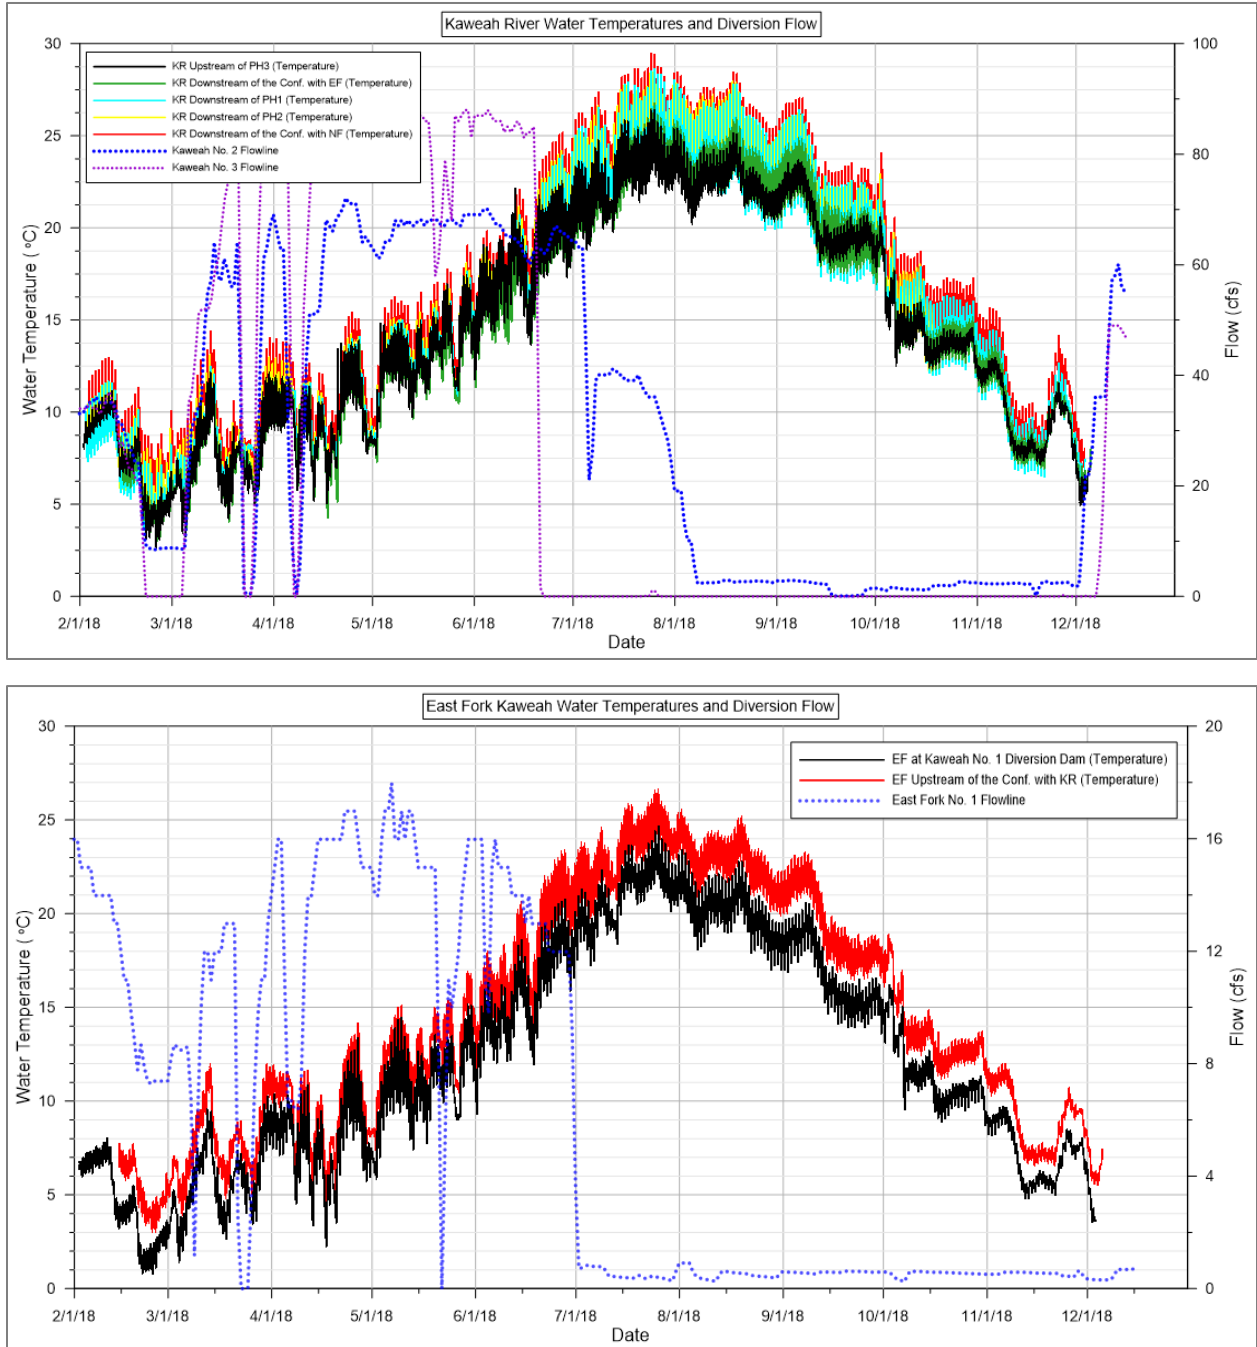 Kaweah River Water Temperatures and Diversion Flow
30
25
20
15
10
5
0
Water Temperature ( °C)
KR Upstream of PH3 (Temperature)
KR Downstream of the Conf. with EF (Temperature)
KR Downstream of PH1 (Temperature)
KR Downstream of PH2 (Temperature)
KR Downstream of the Conf. with NF (Temperature)
Kaweah No. 2 Flowline
Kaweah No. 3 Flowline
100
80
60
40
20
0
Flow (cfs)
2/1/18 3/1/18 4/1/18 5/1/18 6/1/18 7/1/18 8/1/18 9/1/18 10/1/18 11/1/18 12/1/18
Date
East Fork Kaweah Water Temperatures and Diversion Flow
30
25
20
15
10
5
0
Water Temperature ( °C)
EF at Kaweah No. 1 Diversion Dam (Temperature)
EF Upstream of the Conf. with KR (Temperature)
East Fork No. 1 Flowline
20
16
12
8
4
0
Flow (cfs)
2/1/18 3/1/18 4/1/18 5/1/18 6/1/18 7/1/18 8/1/18 9/1/18 10/1/18 11/1/18 12/1/18
Date